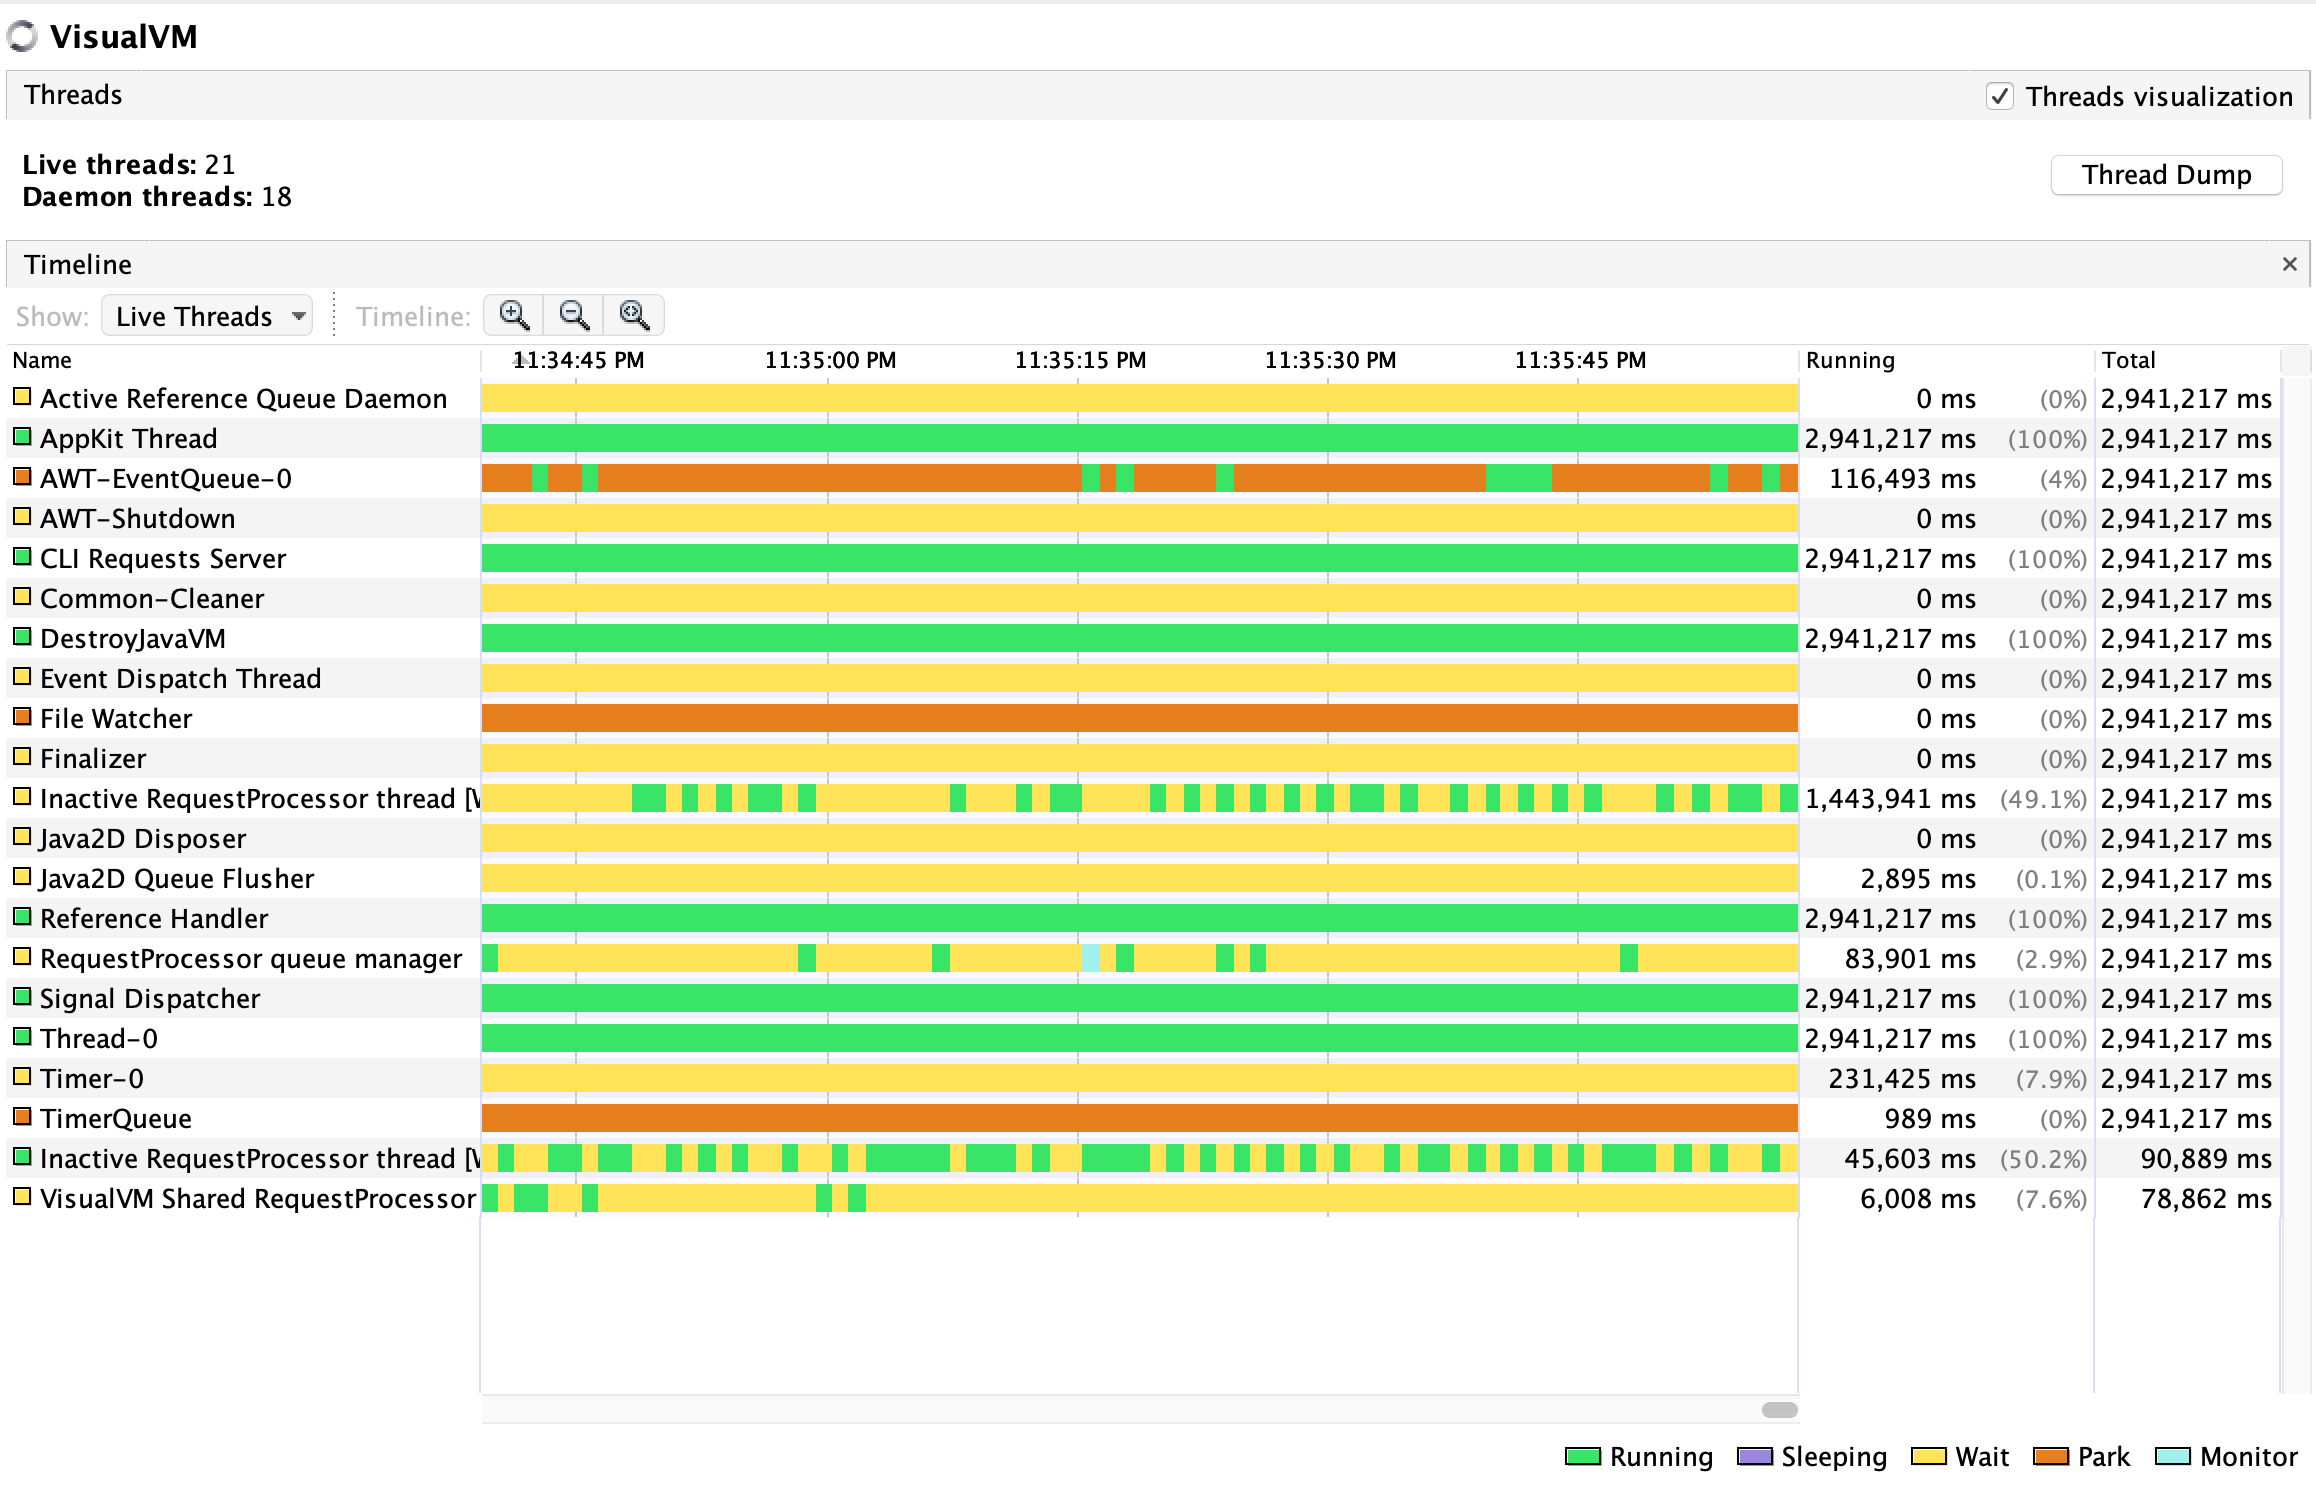 VisualVM
Threads Threads visualization
Live threads: 21
Daemon threads: 18
Thread Dump
Timeline ×
Show: Live Threads Timeline:
Name 11:34:45 PM 11:35:00 PM 11:35:15 PM 11:35:30 PM 11:35:45 PM Running Total
Active Reference Queue Daemon 0 ms (0%) 2,941,217 ms
AppKit Thread 2,941,217 ms (100%) 2,941,217 ms
AWT-EventQueue-0 116,493 ms (4%) 2,941,217 ms
AWT-Shutdown 0 ms (0%) 2,941,217 ms
CLI Requests Server 2,941,217 ms (100%) 2,941,217 ms
Common-Cleaner 0 ms (0%) 2,941,217 ms
DestroyJavaVM 2,941,217 ms (100%) 2,941,217 ms
Event Dispatch Thread 0 ms (0%) 2,941,217 ms
File Watcher 0 ms (0%) 2,941,217 ms
Finalizer 0 ms (0%) 2,941,217 ms
Inactive RequestProcessor thread [ 1,443,941 ms (49.1%) 2,941,217 ms
Java2D Disposer 0 ms (0%) 2,941,217 ms
Java2D Queue Flusher 2,895 ms (0.1%) 2,941,217 ms
Reference Handler 2,941,217 ms (100%) 2,941,217 ms
RequestProcessor queue manager 83,901 ms (2.9%) 2,941,217 ms
Signal Dispatcher 2,941,217 ms (100%) 2,941,217 ms
Thread-0 2,941,217 ms (100%) 2,941,217 ms
Timer-0 231,425 ms (7.9%) 2,941,217 ms
TimerQueue 989 ms (0%) 2,941,217 ms
Inactive RequestProcessor thread [ 45,603 ms (50.2%) 90,889 ms
VisualVM Shared RequestProcessor 6,008 ms (7.6%) 78,862 ms
Running Sleeping Wait Park Monitor